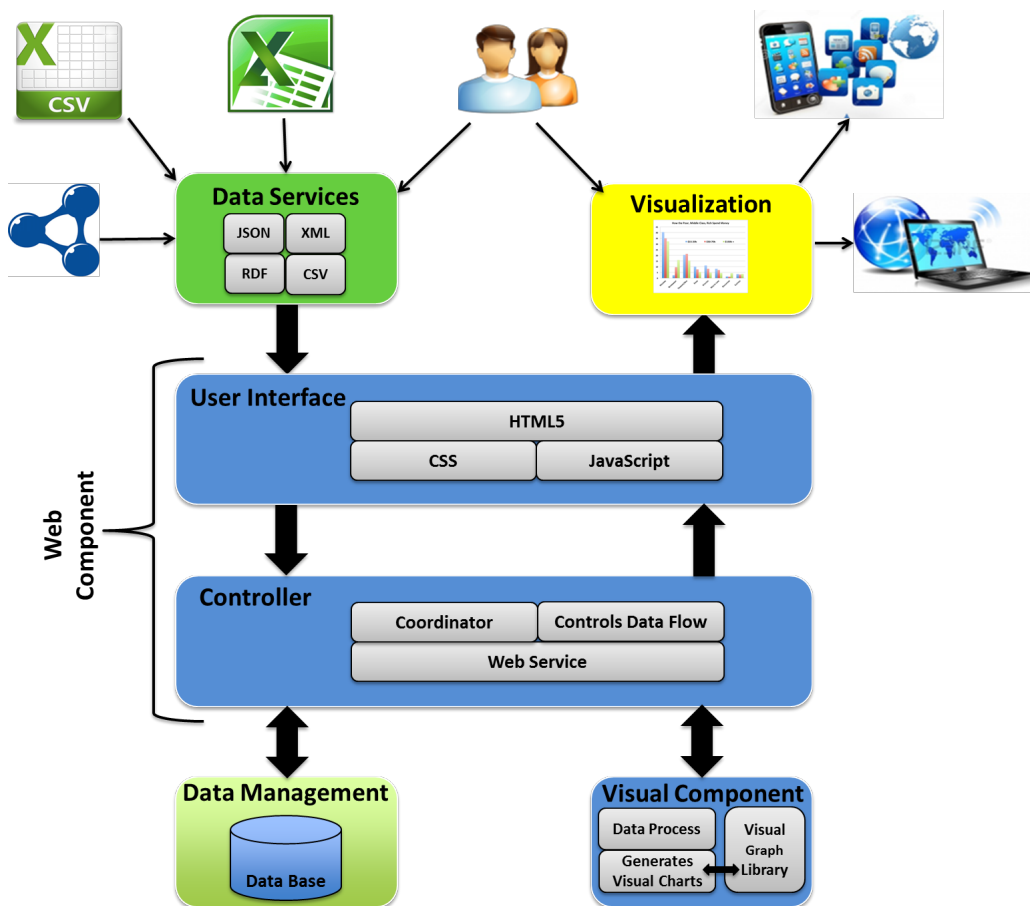 CSV
Data Services
JSON
XML
RDF
CSV
Visualization
User Interface
HTML5
CSS
JavaScript
Web
Component
Controller
Coordinator
Controls Data Flow
Web Service
Data Management
Data Base
Visual Component
Data Process
Generates
Visual Charts
Visual
Graph
Library